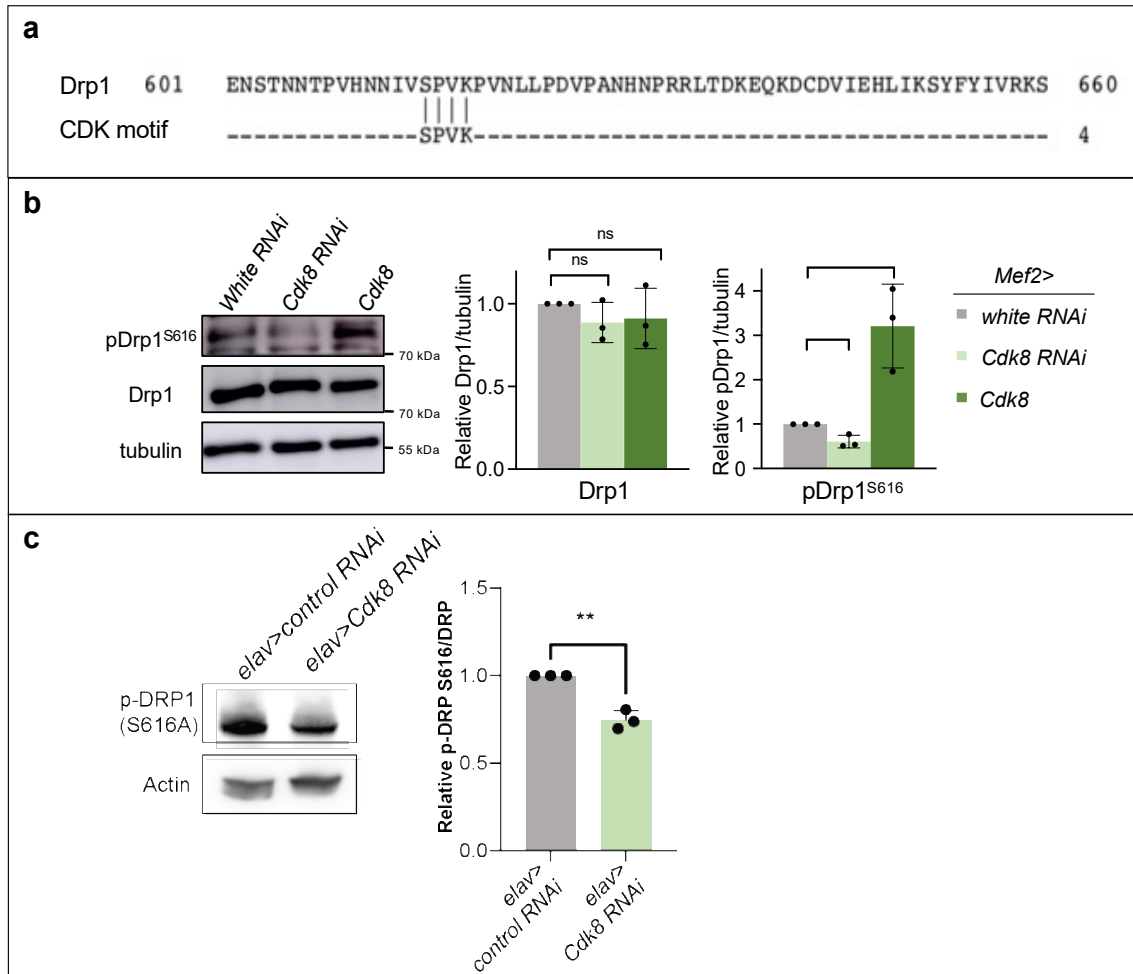 a
Drp1 601 ENSTNNTPVHNNIVSPVKPVNLLPDVPANHNPRRLTDKEQKDCDVIEHLIKSYFYIVRKS 660
||||
CDK motif ---------------SPVK------------------------------------------ 4
b
White RNAi
Cdk8 RNAi
Cdk8
pDrp1S616
70 kDa
Drp1
70 kDa
tubulin
55 kDa
Relative Drp1/tubulin
1.0
0.5
0.0
ns
ns
Drp1
Relative pDrp1/tubulin
4
3
2
1
0
pDrp1S616
Mef2>
white RNAi
Cdk8 RNAi
Cdk8
c
elav>control RNAi
elav>Cdk8 RNAi
p-DRP1
(S616A)
Actin
Relative p-DRP S616/DRP
1.5
1.0
0.5
0.0
**
elav>
control RNAi
elav>
Cdk8 RNAi